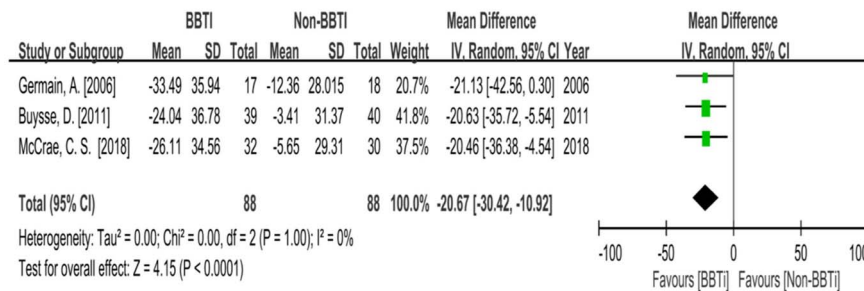 BBTI Non-BBTI Mean Difference Mean Difference
Study or Subgroup Mean SD Total Mean SD Total Weight IV. Random. 95% CI Year IV. Random. 95% CI
Germain, A. [2006] -33.49 35.94 17 -12.36 28.015 18 20.7% -21.13 [-42.56, 0.30] 2006
Buysse, D. [2011] -24.04 36.78 39 -3.41 31.37 40 41.8% -20.63 [-35.72, -5.54] 2011
McCrae, C. S. [2018] -26.11 34.56 32 -5.65 29.31 30 37.5% -20.46 [-36.38, -4.54] 2018
Total (95% CI) 88 88 100.0% -20.67 [-30.42, -10.92]
Heterogeneity: Tau² = 0.00; Chi² = 0.00, df = 2 (P = 1.00); I² = 0%
Test for overall effect: Z = 4.15 (P < 0.0001)
-100 -50 0 50 100
Favours [BBTi] Favours [Non-BBTI]